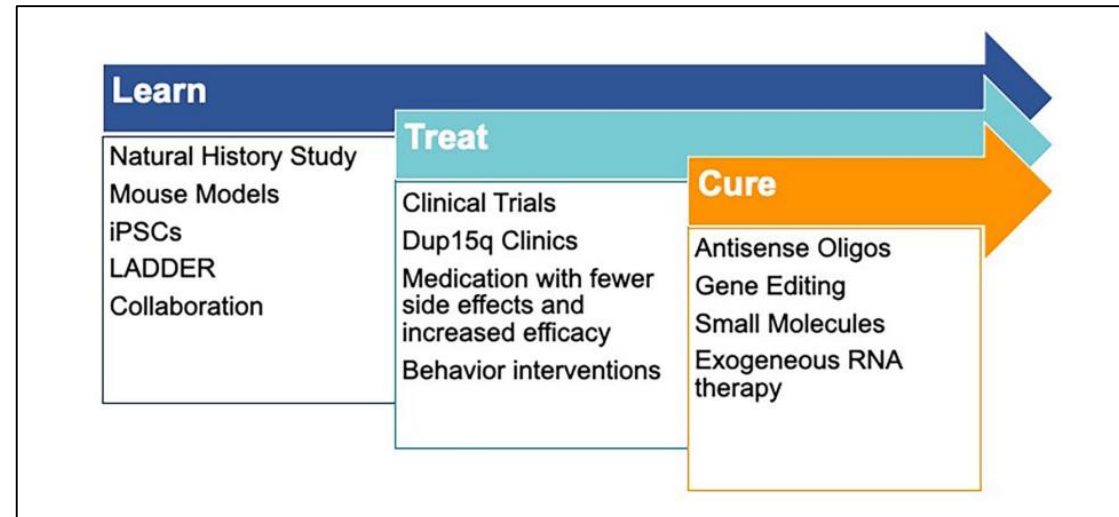 Learn
Natural History Study
Mouse Models
iPSCs
LADDER
Collaboration
Treat
Clinical Trials
Dup15q Clinics
Medication with fewer
side effects and
increased efficacy
Behavior interventions
Cure
Antisense Oligos
Gene Editing
Small Molecules
Exogeneous RNA
therapy